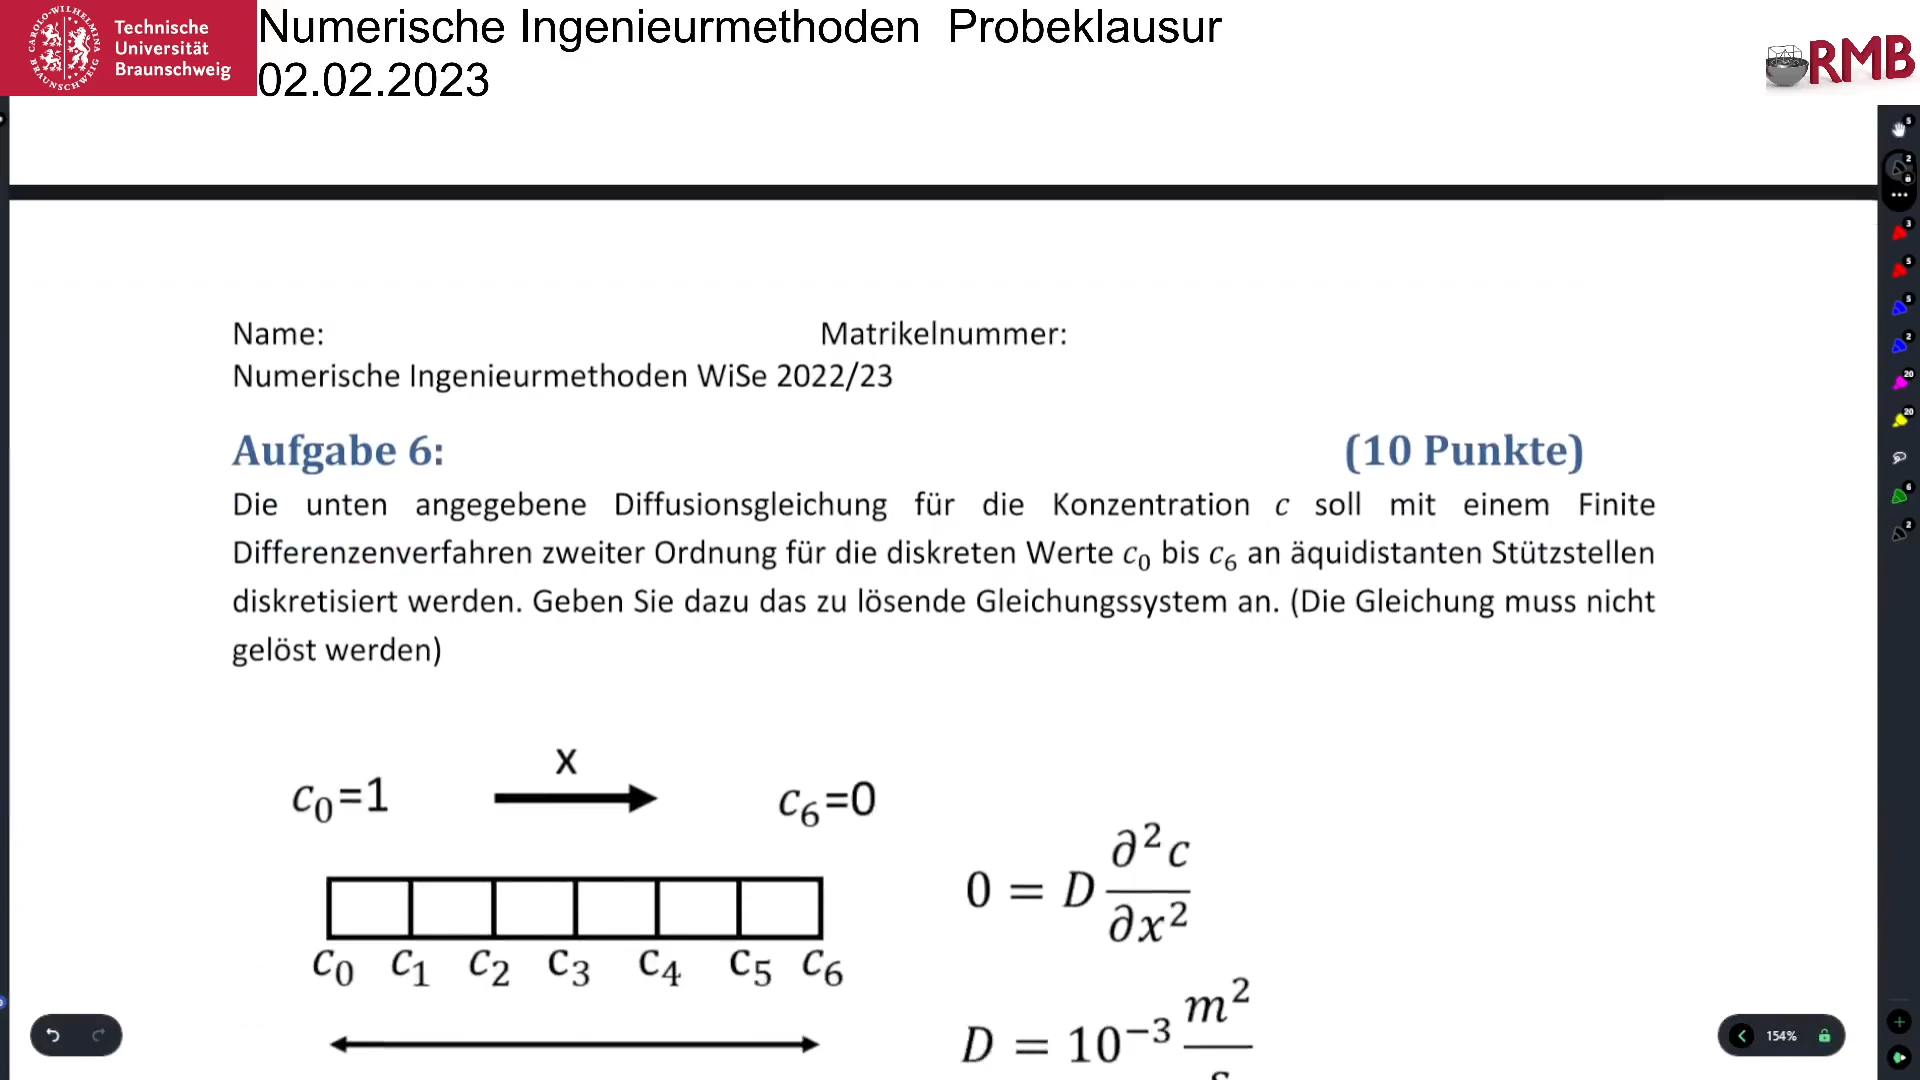 Technische
Universität
Braunschweig
Numerische Ingenieurmethoden Probeklausur
02.02.2023
RMB
Name: Matrikelnummer:
Numerische Ingenieurmethoden WiSe 2022/23
Aufgabe 6: (10 Punkte)
Die unten angegebene Diffusionsgleichung für die Konzentration c soll mit einem Finite
Differenzenverfahren zweiter Ordnung für die diskreten Werte c₀ bis c₆ an äquidistanten Stützstellen
diskretisiert werden. Geben Sie dazu das zu lösende Gleichungssystem an. (Die Gleichung muss nicht
gelöst werden)
x
c₀=1 c₆=0
0 = D ∂²c/∂x²
c₀ c₁ c₂ c₃ c₄ c₅ c₆
D = 10⁻³ m²/s
154%